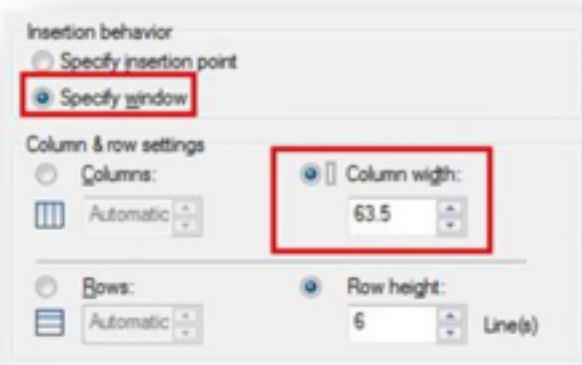 Insertion behavior
Specify insertion point
Specify window
Column & row settings
Columns:
Column width:
Automatic
63.5
Rows:
Row height:
Automatic
6
Line(s)